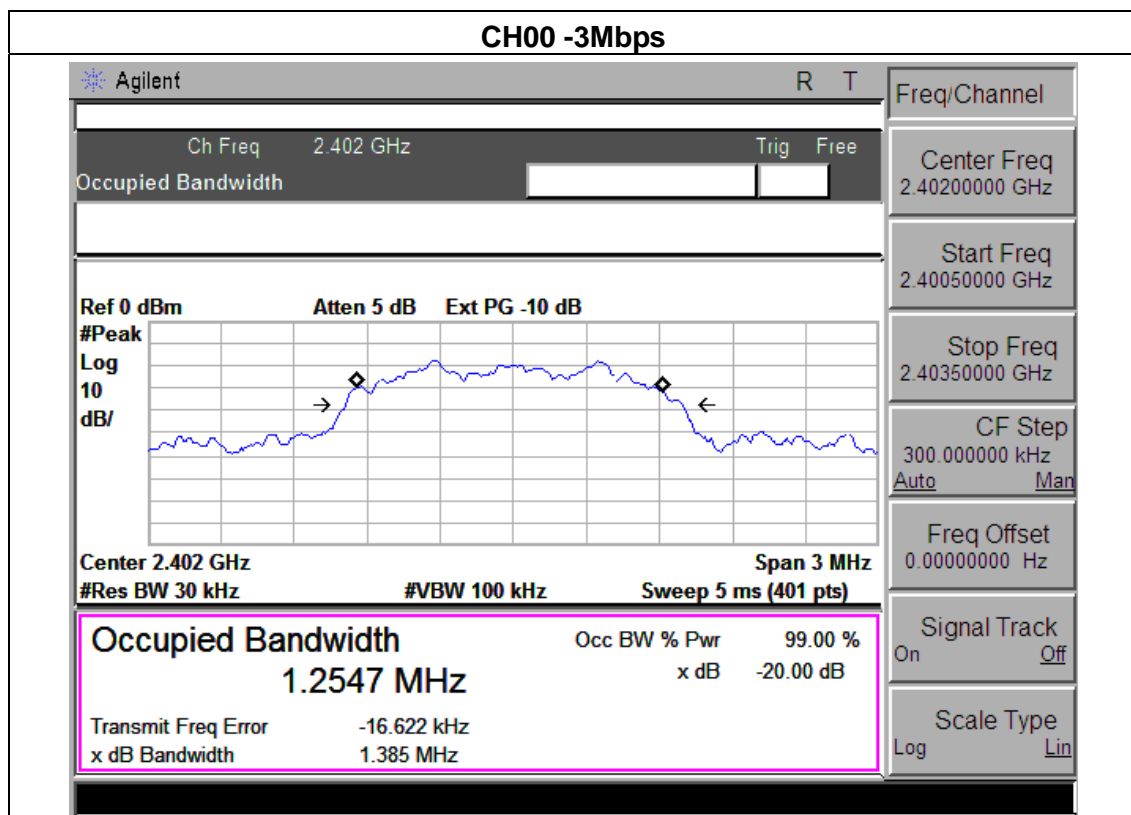 CH00 -3Mbps
Agilent R T
Ch Freq 2.402 GHz Trig Free
Occupied Bandwidth
Ref 0 dBm Atten 5 dB Ext PG -10 dB
#Peak
Log
10
dB/
Center 2.402 GHz Span 3 MHz
#Res BW 30 kHz #VBW 100 kHz Sweep 5 ms (401 pts)
Occupied Bandwidth Occ BW % Pwr 99.00 %
1.2547 MHz x dB -20.00 dB
Transmit Freq Error -16.622 kHz
x dB Bandwidth 1.385 MHz
Freq/Channel
Center Freq
2.40200000 GHz
Start Freq
2.40050000 GHz
Stop Freq
2.40350000 GHz
CF Step
300.000000 kHz
Auto Man
Freq Offset
0.00000000 Hz
Signal Track
On Off
Scale Type
Log Lin